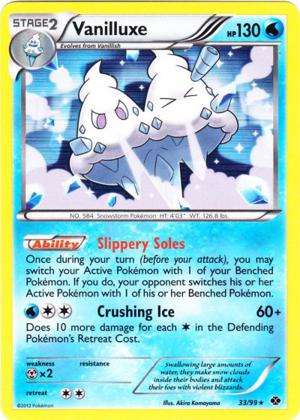 STAGE2
Vanilluxe
HP130
Evolves from Vanillish
NO. 584 Snowstorm Pokémon HT: 4'03" WT: 126.8 lbs.
Ability Slippery Soles
Once during your turn (before your attack), you may
switch your Active Pokémon with 1 of your Benched
Pokémon. If you do, your opponent switches his or her
Active Pokémon with 1 of his or her Benched Pokémon.
Crushing Ice 60+
Does 10 more damage for each in the Defending
Pokémon's Retreat Cost.
weakness resistance
×2
retreat
Swallowing large amounts of
water, they make snow clouds inside
their bodies and attack their
foes with violent blizzards.
Illus. Akira Komayama
33/99
©2012 Pokémon